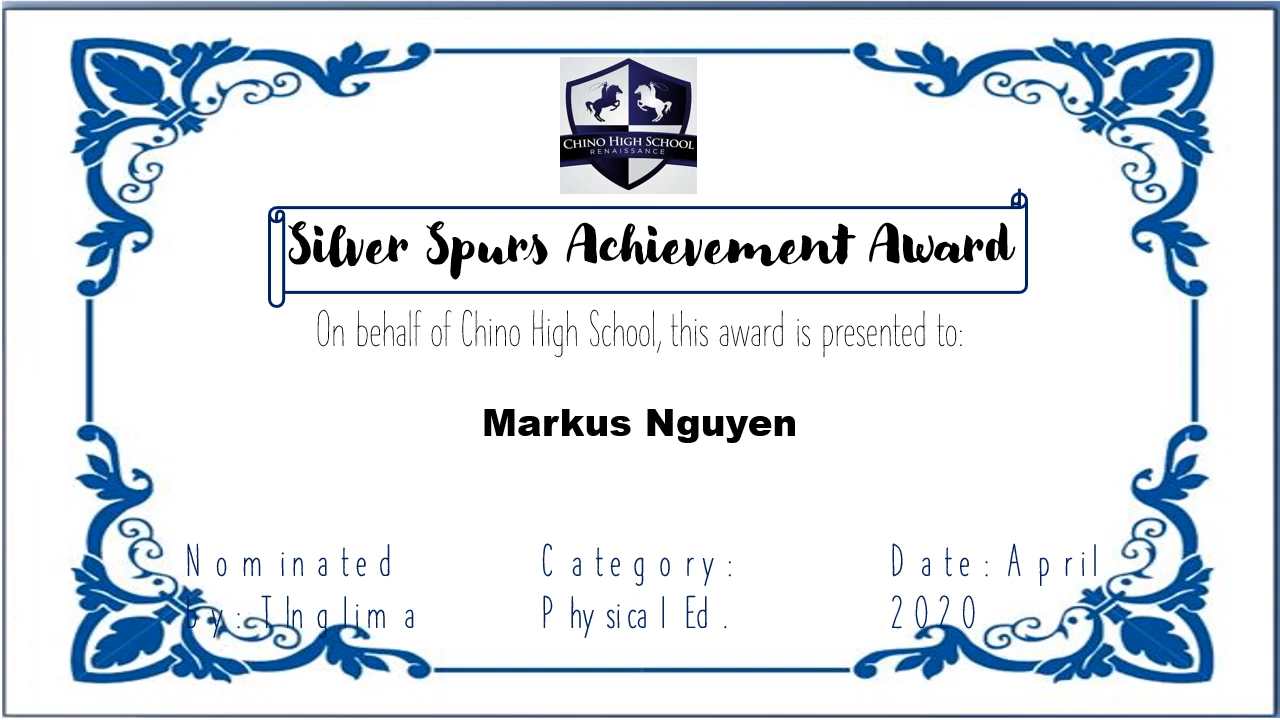 CHINO HIGH SCHOOL
RENAISSANCE
Silver Spurs Achievement Award
On behalf of Chino High School, this award is presented to:
Markus Nguyen
Nominated
by: TInglima
Category:
Physical Ed.
Date: April
2020